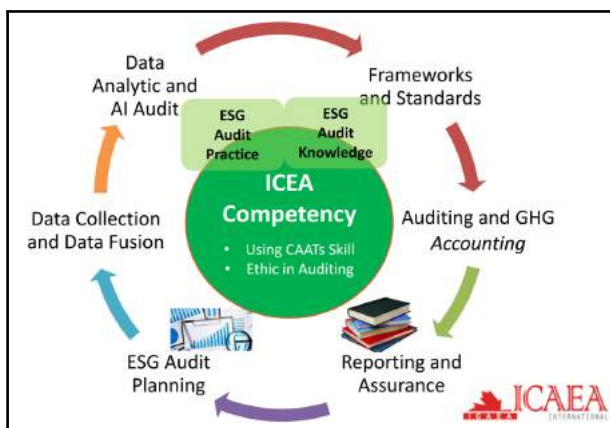 Data
Analytic and
AI Audit
Frameworks
and Standards
ESG
Audit
Practice
ESG
Audit
Knowledge
ICEA
Competency
• Using CAATs Skill
• Ethic in Auditing
Data Collection
and Data Fusion
Auditing and GHG
Accounting
ESG Audit
Planning
Reporting and
Assurance
ICAEA
ICAEA
INTERNATIONAL